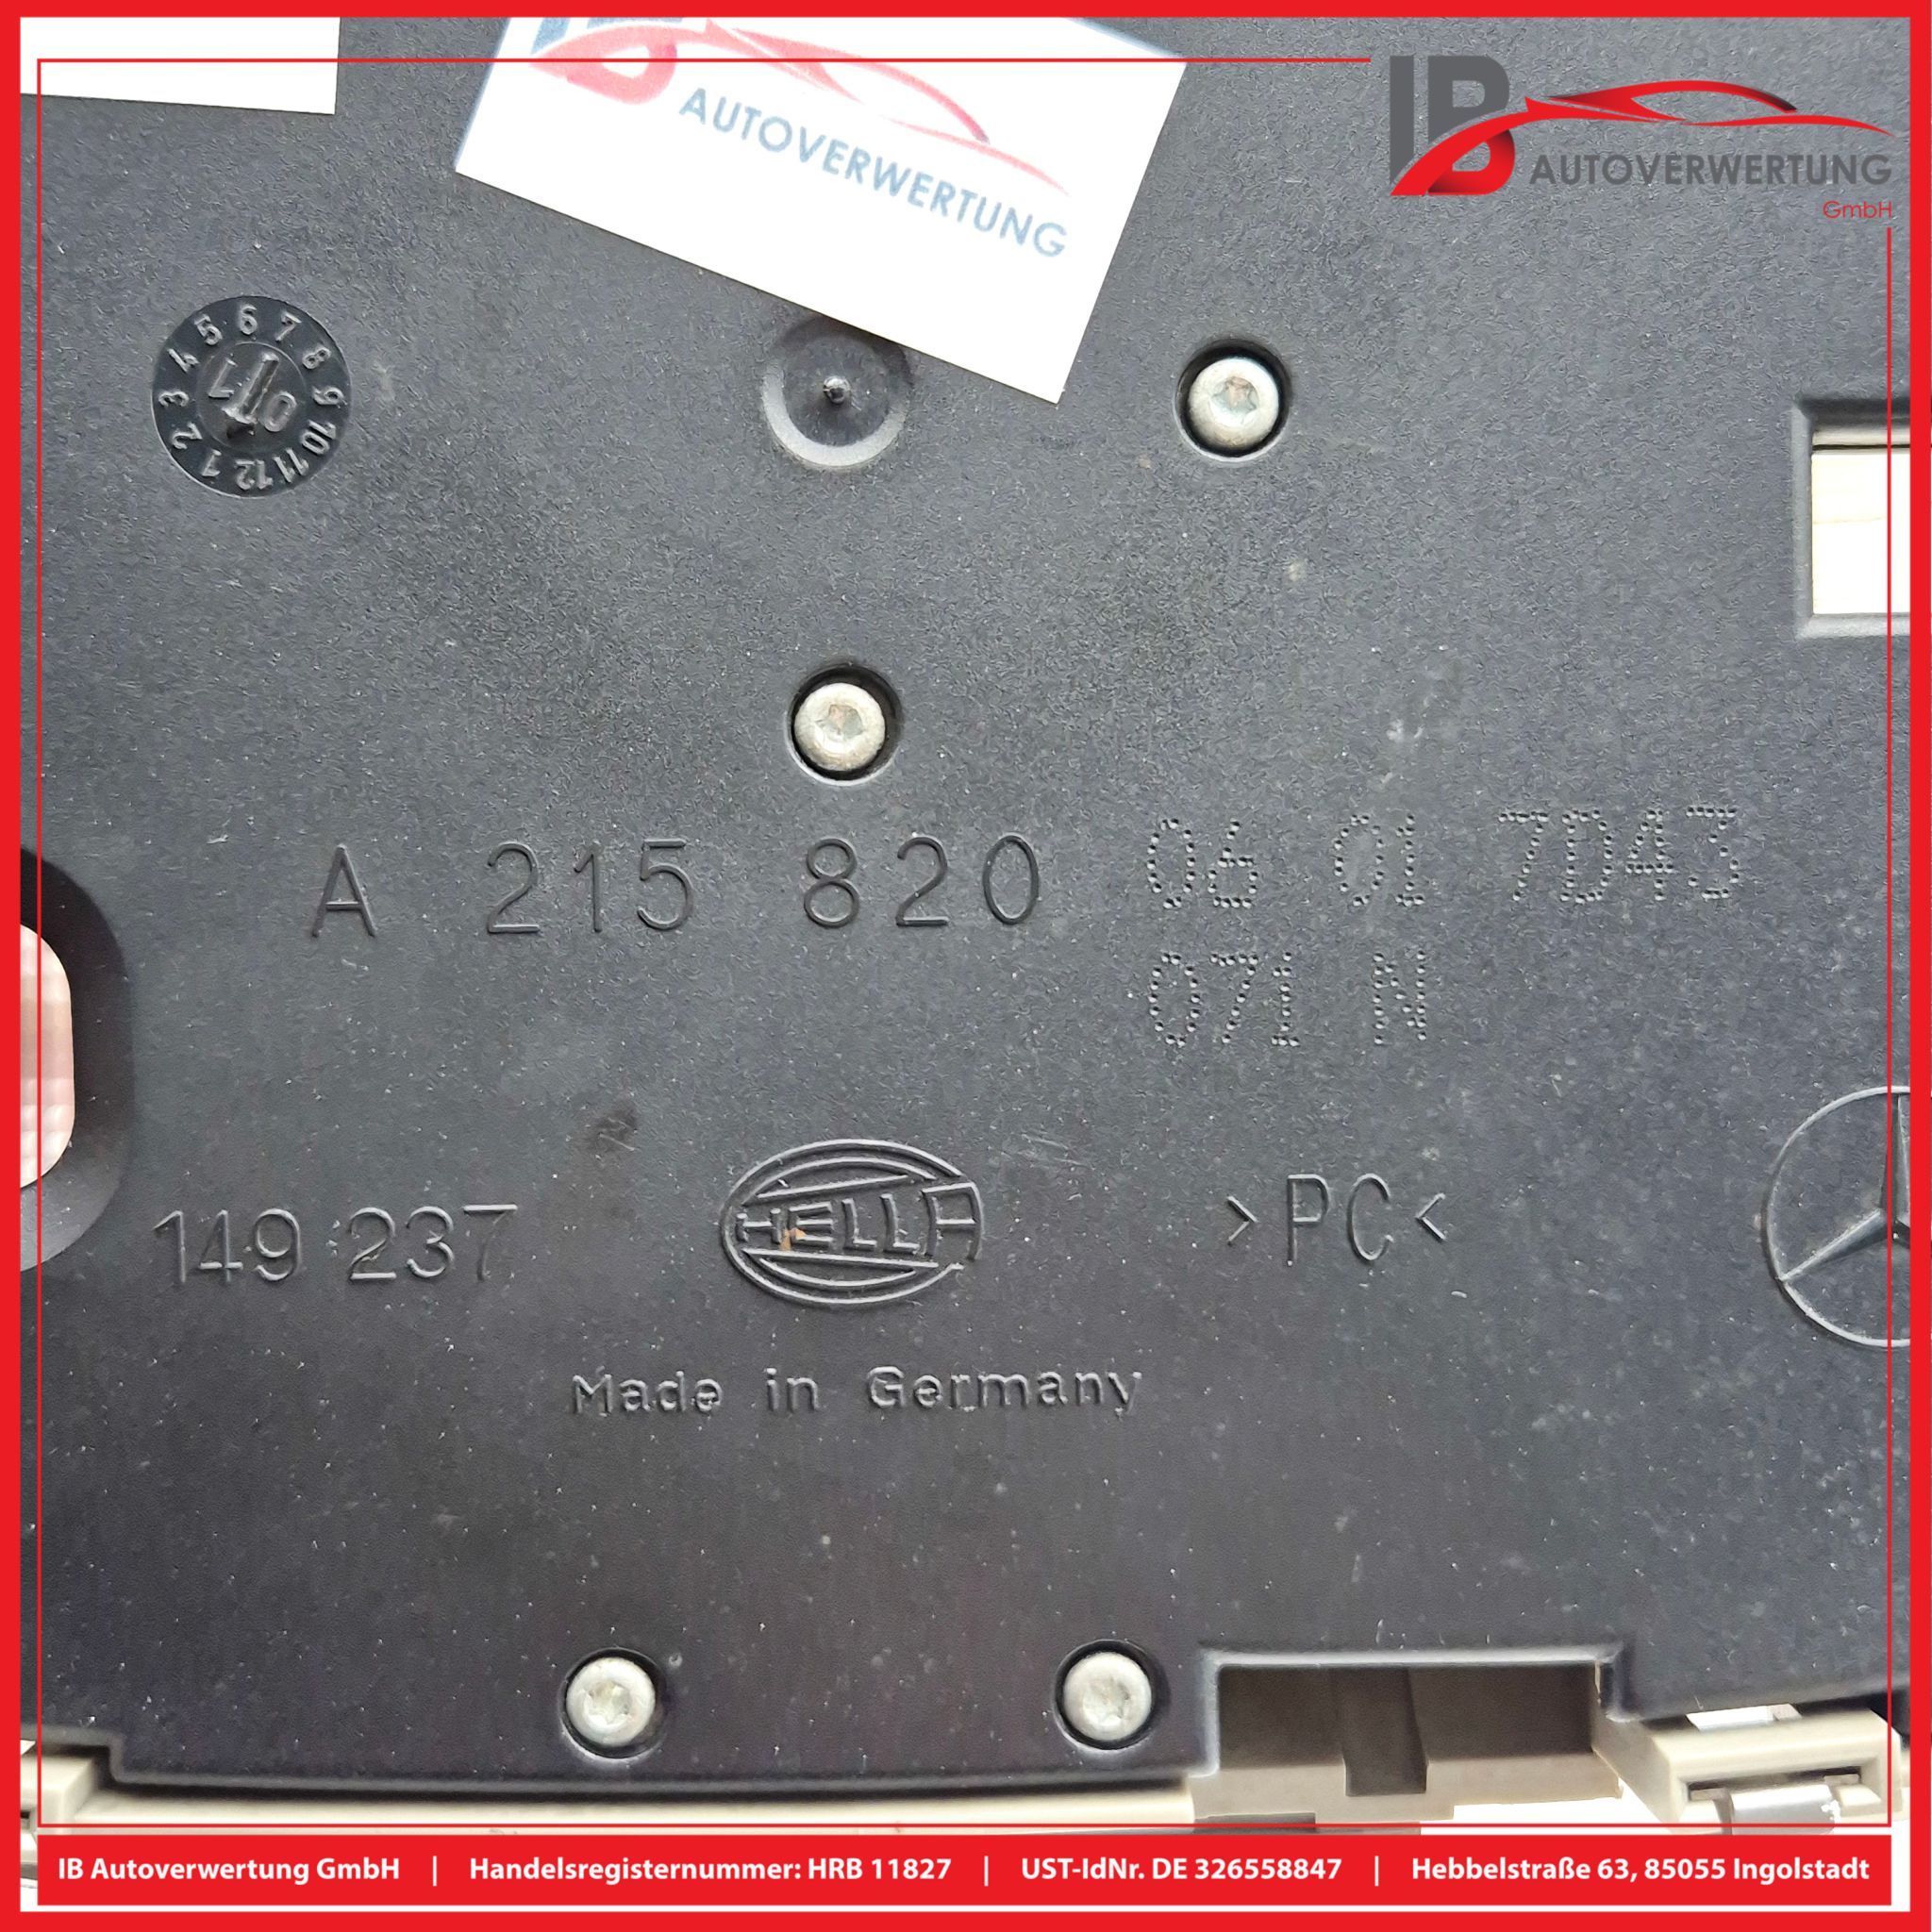 IB
AUTOVERWERTUNG
GmbH
AUTOVERWERTUNG
1 2 3 4 5 6 7 8 9 10 11 12
A 215 820 06 01 7D43
071 N
149 237
HELLA
>PC<
Made in Germany
IB Autoverwertung GmbH | Handelsregisternummer: HRB 11827 | UST-IdNr. DE 326558847 | Hebbelstraße 63, 85055 Ingolstadt